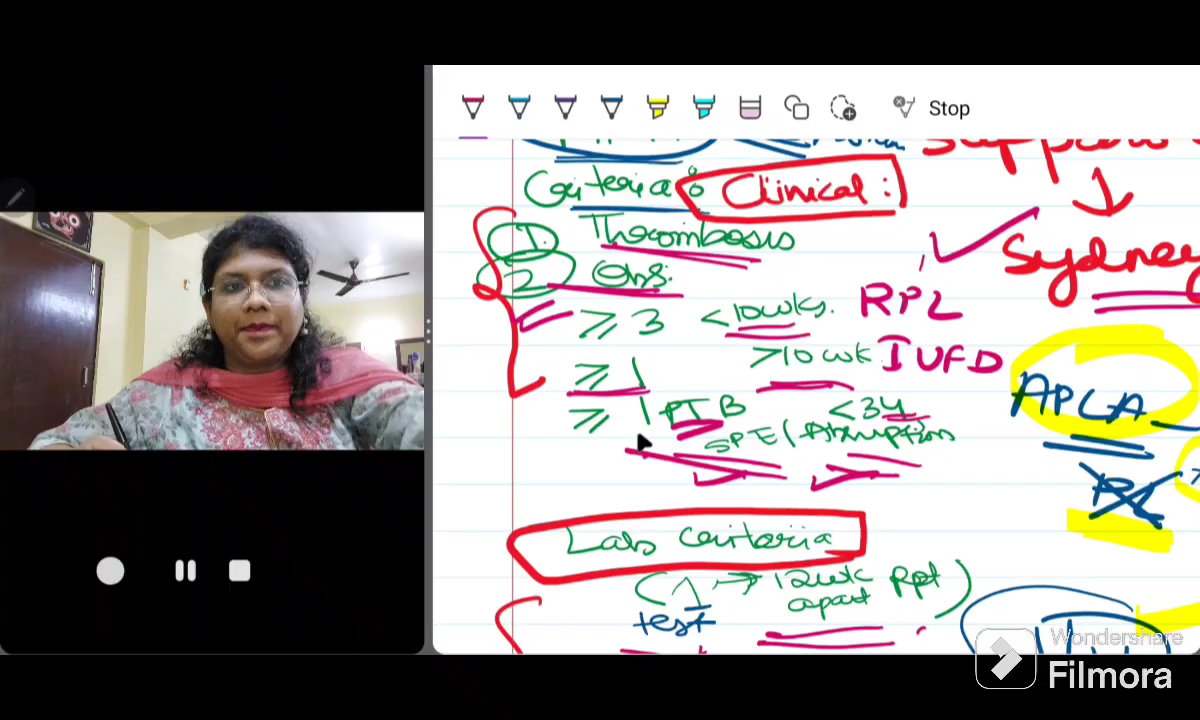 Stop
Criteria: Clinical:
1. Thrombosis
2 Obs.
≥ 3 < 10wks. RPL
≥ 1 >10 wk IUFD
≥ 1 PTB <34
SPE / Abruption
Sydney
APLA
Lab criteria
(1 → 12wk Rpt)
apart
test
Wondershare
Filmora